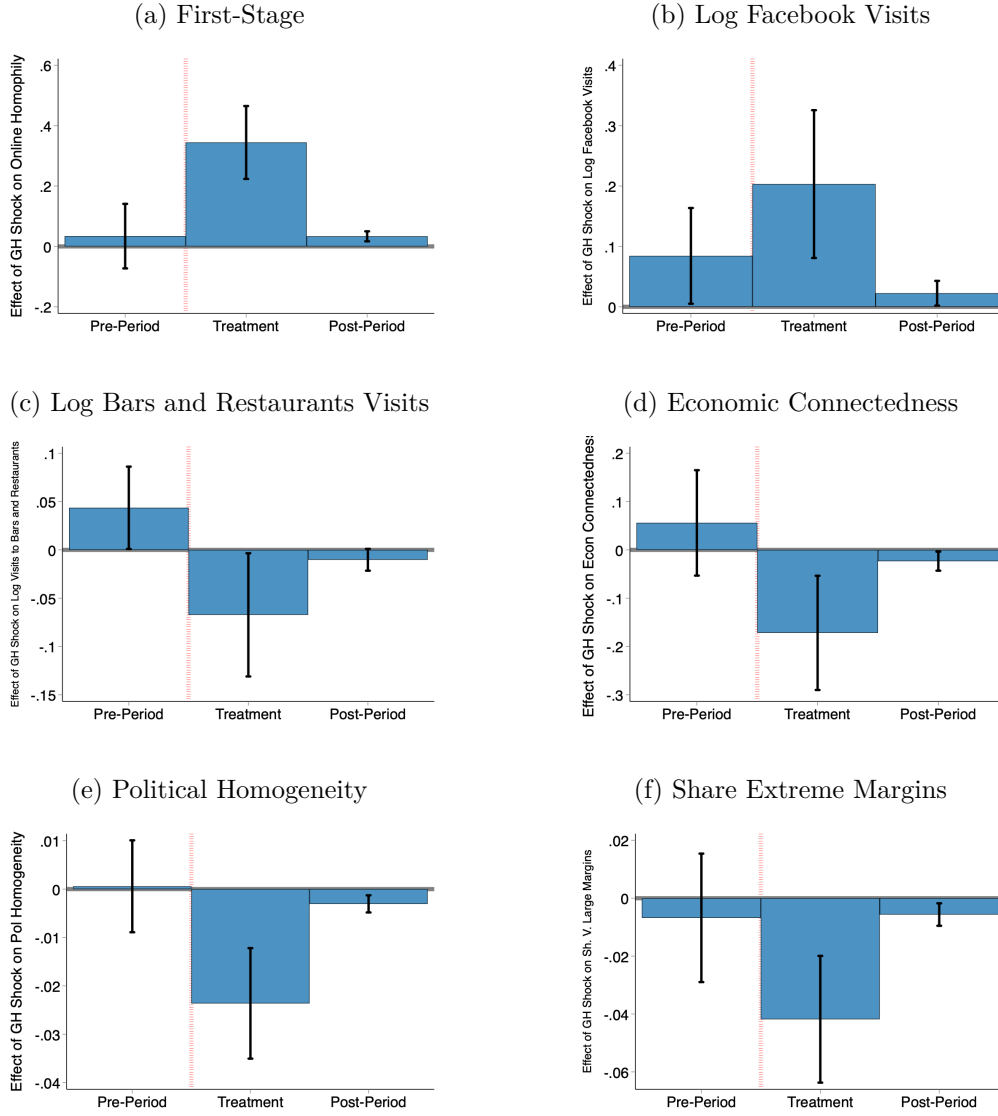 (a) First-Stage
Effect of GH Shock on Online Homophily
.6
.4
.2
0
-.2
Pre-Period Treatment Post-Period
(b) Log Facebook Visits
Effect of GH Shock on Log Facebook Visits
.4
.3
.2
.1
0
Pre-Period Treatment Post-Period
(c) Log Bars and Restaurants Visits
Effect of GH Shock on Log Visits to Bars and Restaurants
.1
.05
0
-.05
-.1
-.15
Pre-Period Treatment Post-Period
(d) Economic Connectedness
Effect of GH Shock on Econ Connectedness
.2
.1
0
-.1
-.2
-.3
Pre-Period Treatment Post-Period
(e) Political Homogeneity
Effect of GH Shock on Pol Homogeneity
.01
0
-.01
-.02
-.03
-.04
Pre-Period Treatment Post-Period
(f) Share Extreme Margins
Effect of GH Shock on Sh. V. Large Margins
.02
0
-.02
-.04
-.06
Pre-Period Treatment Post-Period